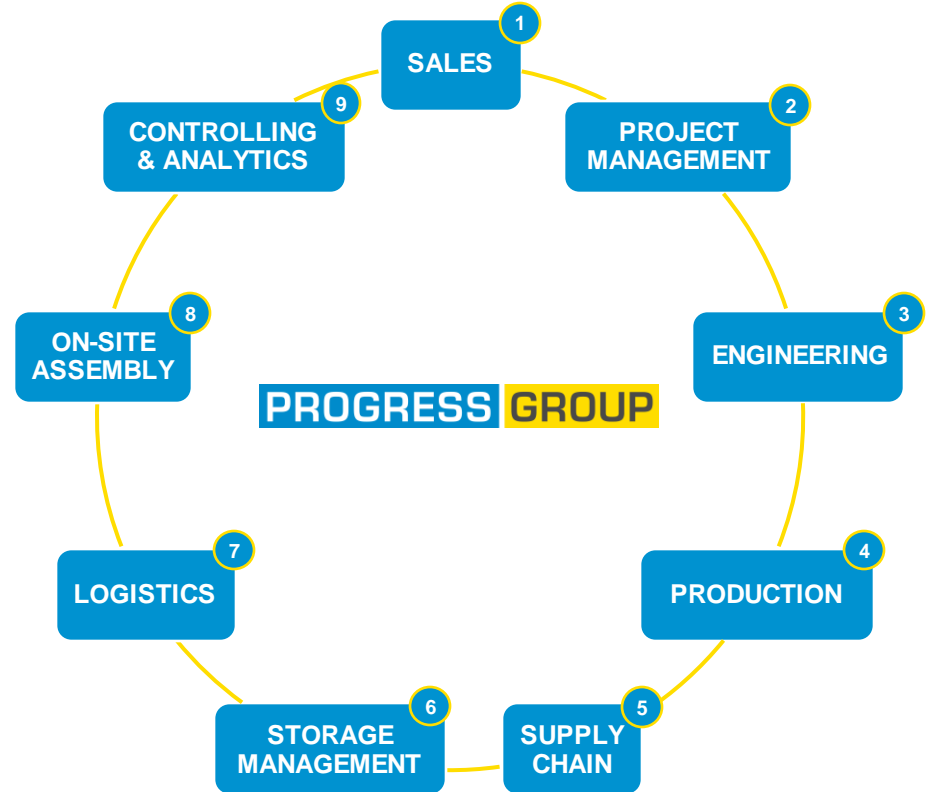 1
SALES
2
PROJECT
MANAGEMENT
3
ENGINEERING
4
PRODUCTION
5
SUPPLY
CHAIN
6
STORAGE
MANAGEMENT
7
LOGISTICS
8
ON-SITE
ASSEMBLY
9
CONTROLLING
& ANALYTICS
PROGRESS GROUP